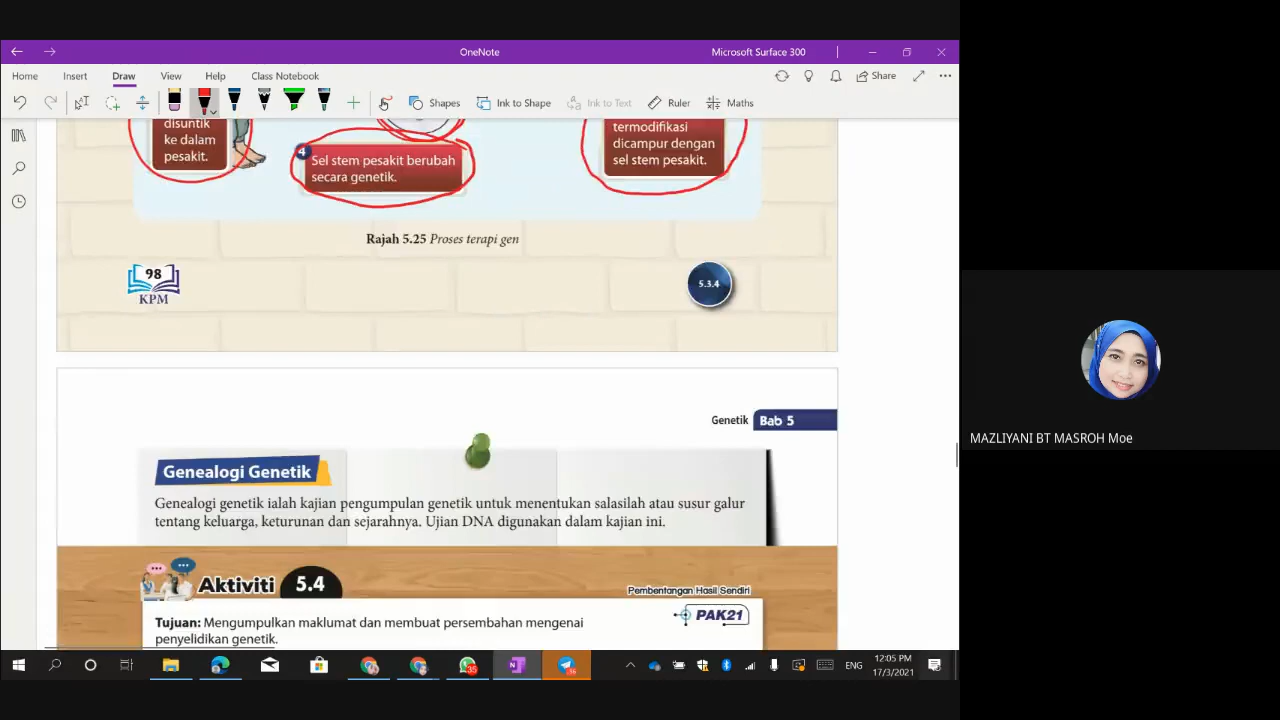 OneNote
Microsoft Surface 300
Home Insert Draw View Help Class Notebook
Share
Shapes Ink to Shape Ink to Text Ruler Maths
disuntik
ke dalam
pesakit.
4
Sel stem pesakit berubah
secara genetik.
termodifikasi
dicampur dengan
sel stem pesakit.
Rajah 5.25 Proses terapi gen
98
KPM
5.3.4
Genetik Bab 5
Genealogi Genetik
Genealogi genetik ialah kajian pengumpulan genetik untuk menentukan salasilah atau susur galur
tentang keluarga, keturunan dan sejarahnya. Ujian DNA digunakan dalam kajian ini.
Aktiviti 5.4
Pembentangan Hasil Sendiri
PAK21
Tujuan: Mengumpulkan maklumat dan membuat persembahan mengenai
penyelidikan genetik.
MAZLIYANI BT MASROH Moe
35
ENG
12:05 PM
17/3/2021